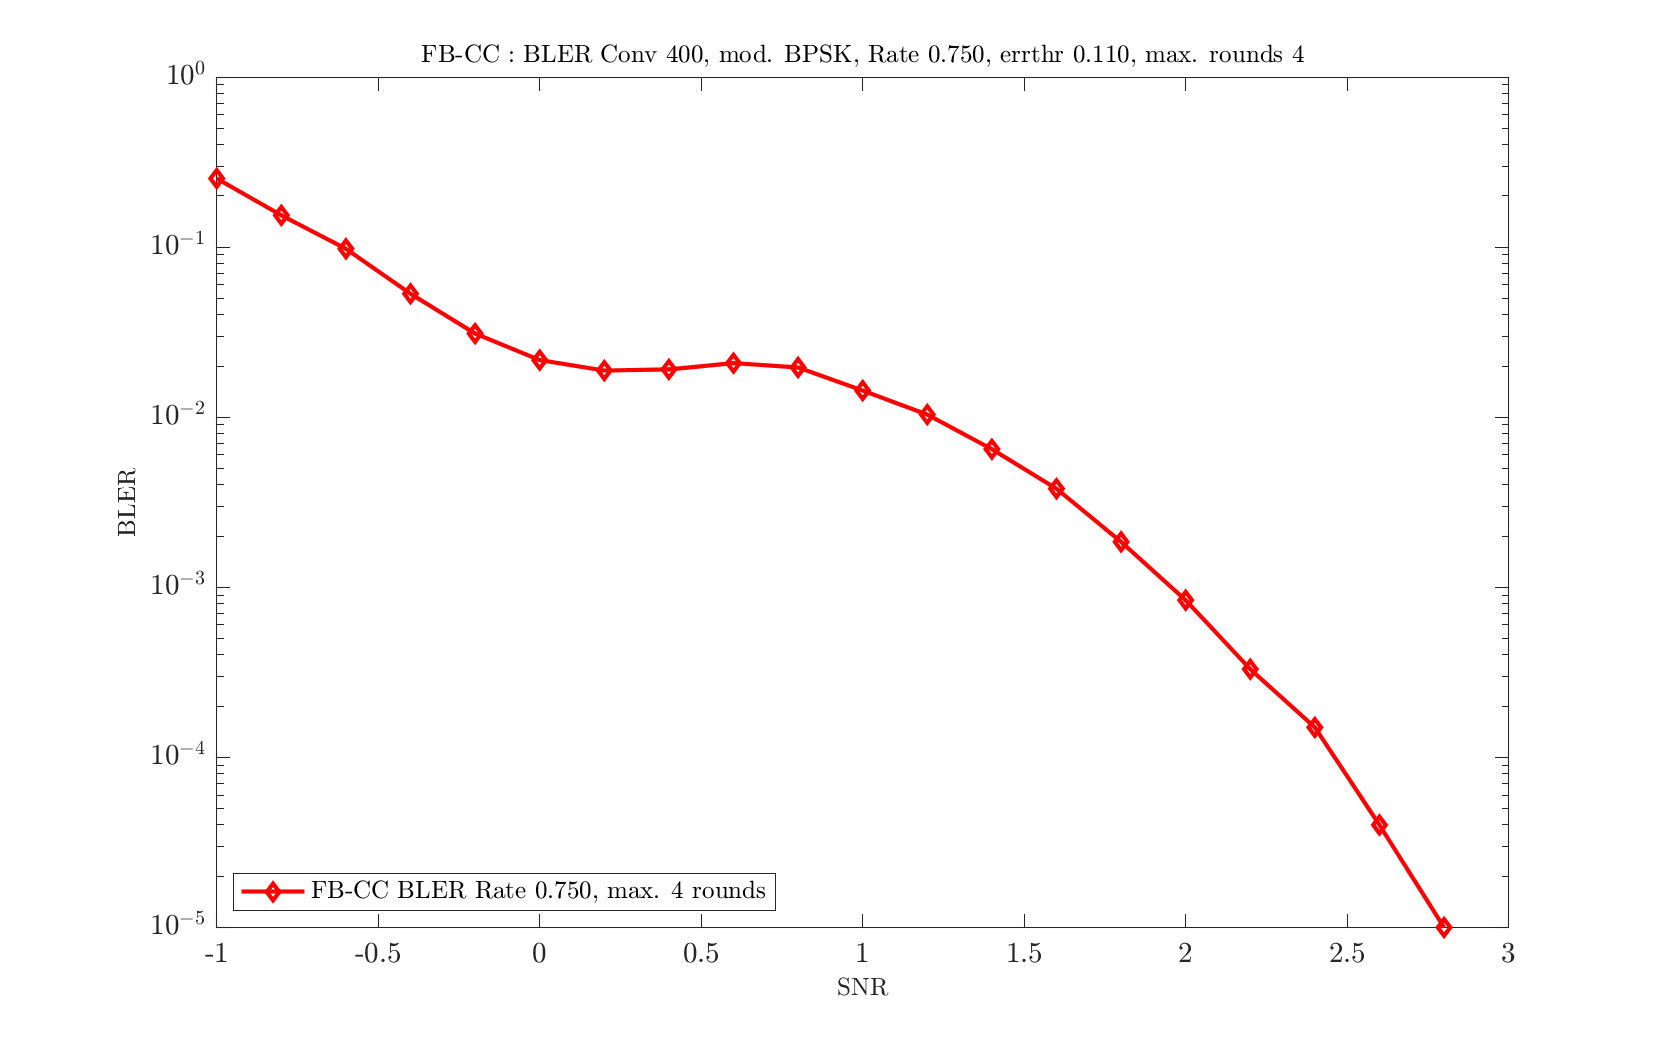 FB-CC : BLER Conv 400, mod. BPSK, Rate 0.750, errthr 0.110, max. rounds 4
10⁰
10⁻¹
10⁻²
10⁻³
10⁻⁴
10⁻⁵
BLER
FB-CC BLER Rate 0.750, max. 4 rounds
-1 -0.5 0 0.5 1 1.5 2 2.5 3
SNR